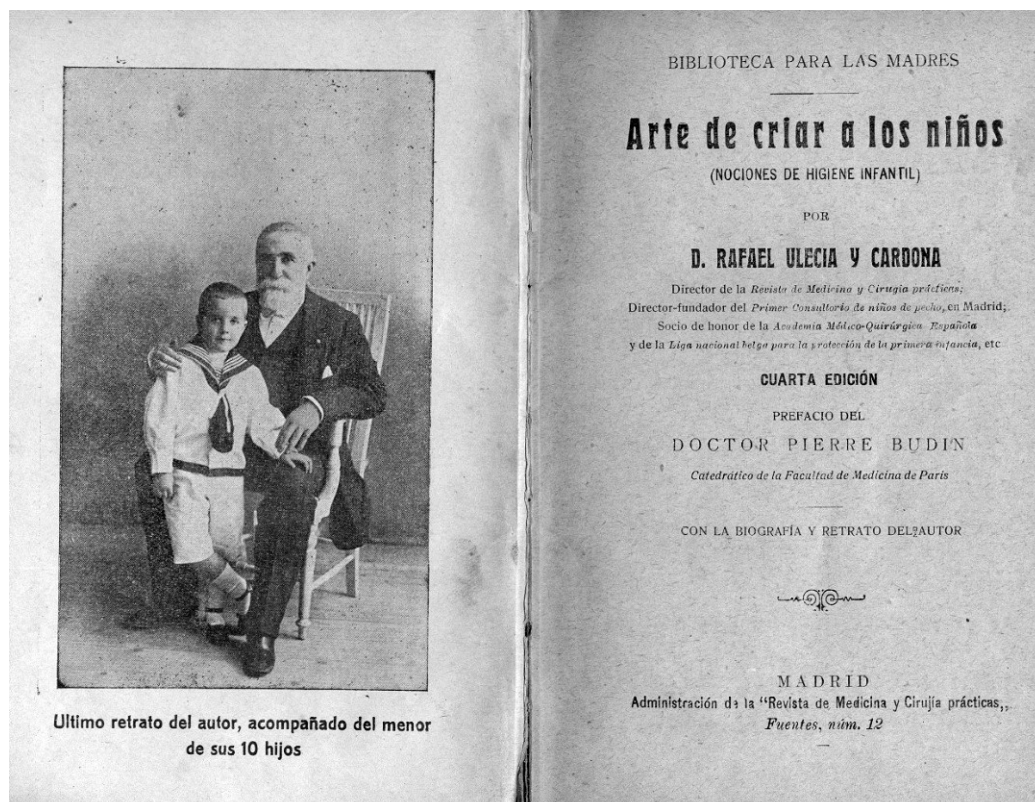 Ultimo retrato del autor, acompañado del menor
de sus 10 hijos
BIBLIOTECA PARA LAS MADRES
Arte de criar a los niños
(NOCIONES DE HIGIENE INFANTIL)
POR
D. RAFAEL ULECIA Y CARDONA
Director de la Revista de Medicina y Cirugía prácticas;
Director-fundador del Primer Consultorio de niños de pecho, en Madrid;
Socio de honor de la Academia Médico-Quirúrgica Española
y de la Liga nacional belga para la protección de la primera infancia, etc
CUARTA EDICIÓN
PREFACIO DEL
DOCTOR PIERRE BUDIN
Catedrático de la Facultad de Medicina de París
CON LA BIOGRAFÍA Y RETRATO DEL AUTOR
MADRID
Administración de la "Revista de Medicina y Cirujía prácticas,,
Fuentes, núm. 12